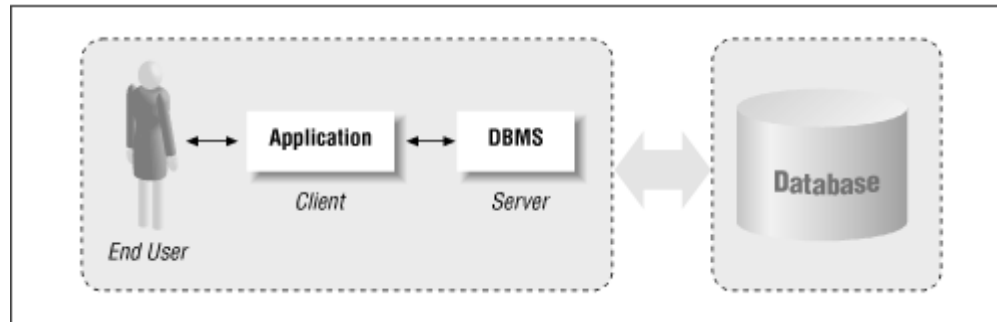 Application
DBMS
Database
Client
Server
End User